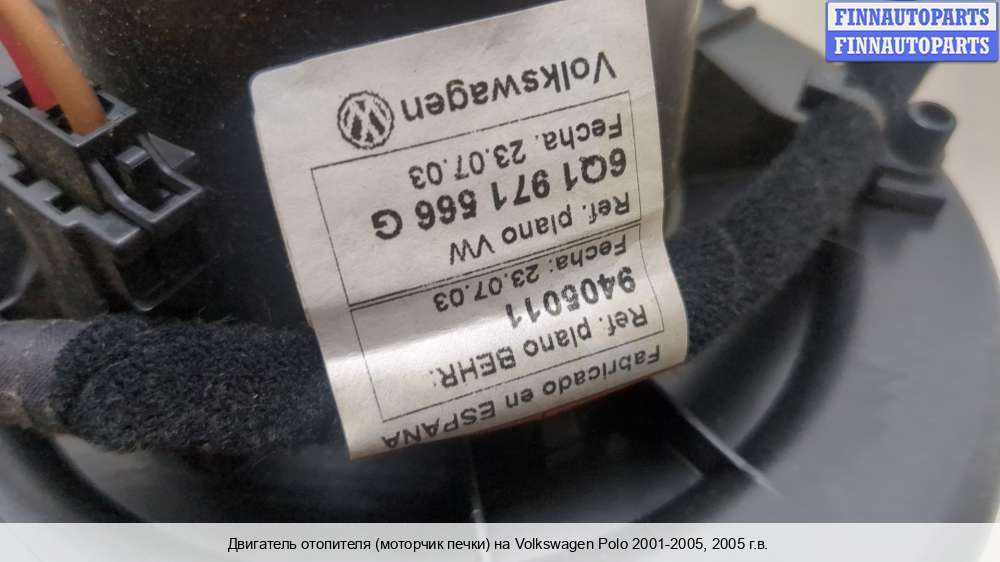 FINNAUTOPARTS
FINNAUTOPARTS
Fabricado en ESPAÑA
Ref. plano BEHR:
9405011
Fecha: 23.07.03
Ref. plano VW
6Q1 971 566 G
Fecha. 23.07.03
Volkswagen
Двигатель отопителя (моторчик печки) на Volkswagen Polo 2001-2005, 2005 г.в.